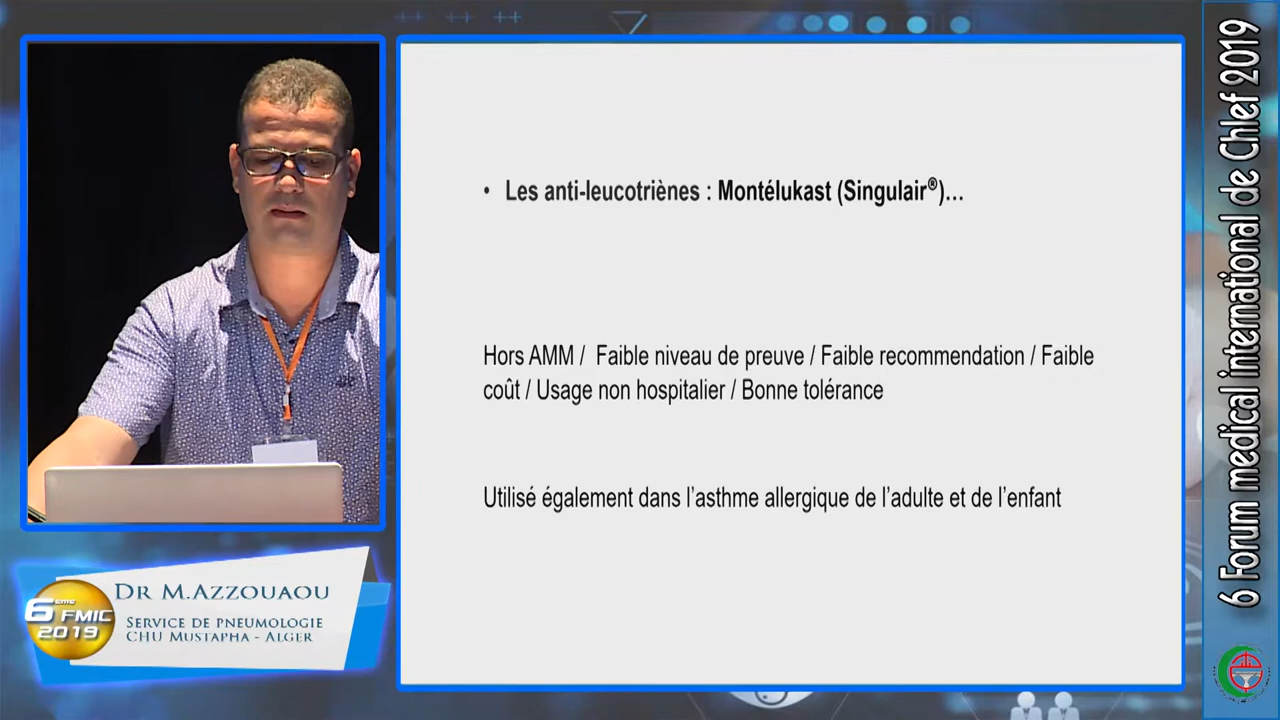 • Les anti-leucotriènes : Montélukast (Singulair®)…
Hors AMM / Faible niveau de preuve / Faible recommendation / Faible
coût / Usage non hospitalier / Bonne tolérance
Utilisé également dans l’asthme allergique de l’adulte et de l’enfant
6EME FMIC
2019
DR M.AZZOUAOU
SERVICE DE PNEUMOLOGIE
CHU MUSTAPHA - ALGER
6 Forum medical international de Chlef 2019